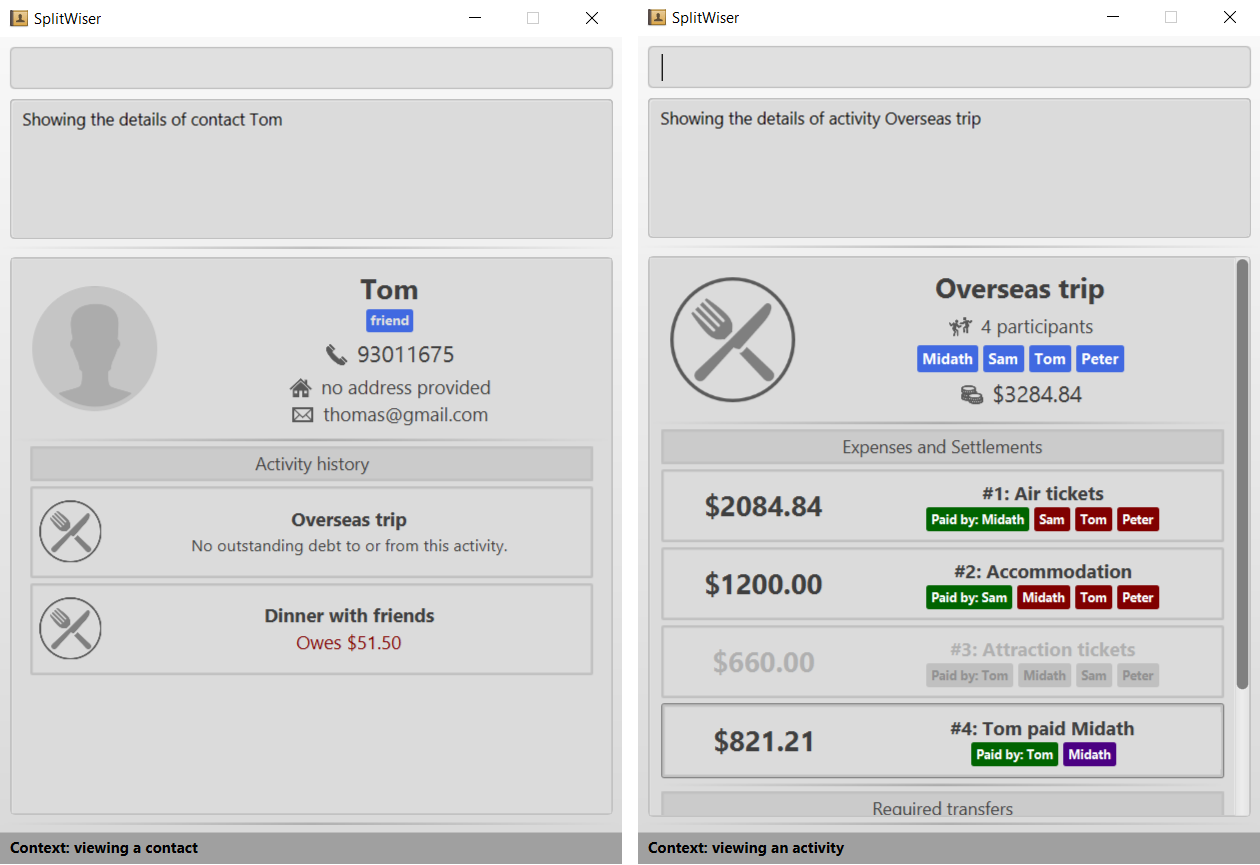 SplitWiser
Showing the details of contact Tom
Tom
friend
93011675
no address provided
thomas@gmail.com
Activity history
Overseas trip
No outstanding debt to or from this activity.
Dinner with friends
Owes $51.50
Context: viewing a contact
SplitWiser
Showing the details of activity Overseas trip
Overseas trip
4 participants
Midath Sam Tom Peter
$3284.84
Expenses and Settlements
$2084.84
#1: Air tickets
Paid by: Midath Sam Tom Peter
$1200.00
#2: Accommodation
Paid by: Sam Midath Tom Peter
$660.00
#3: Attraction tickets
Paid by: Tom Midath Sam Peter
$821.21
#4: Tom paid Midath
Paid by: Tom Midath
Required transfers
Context: viewing an activity